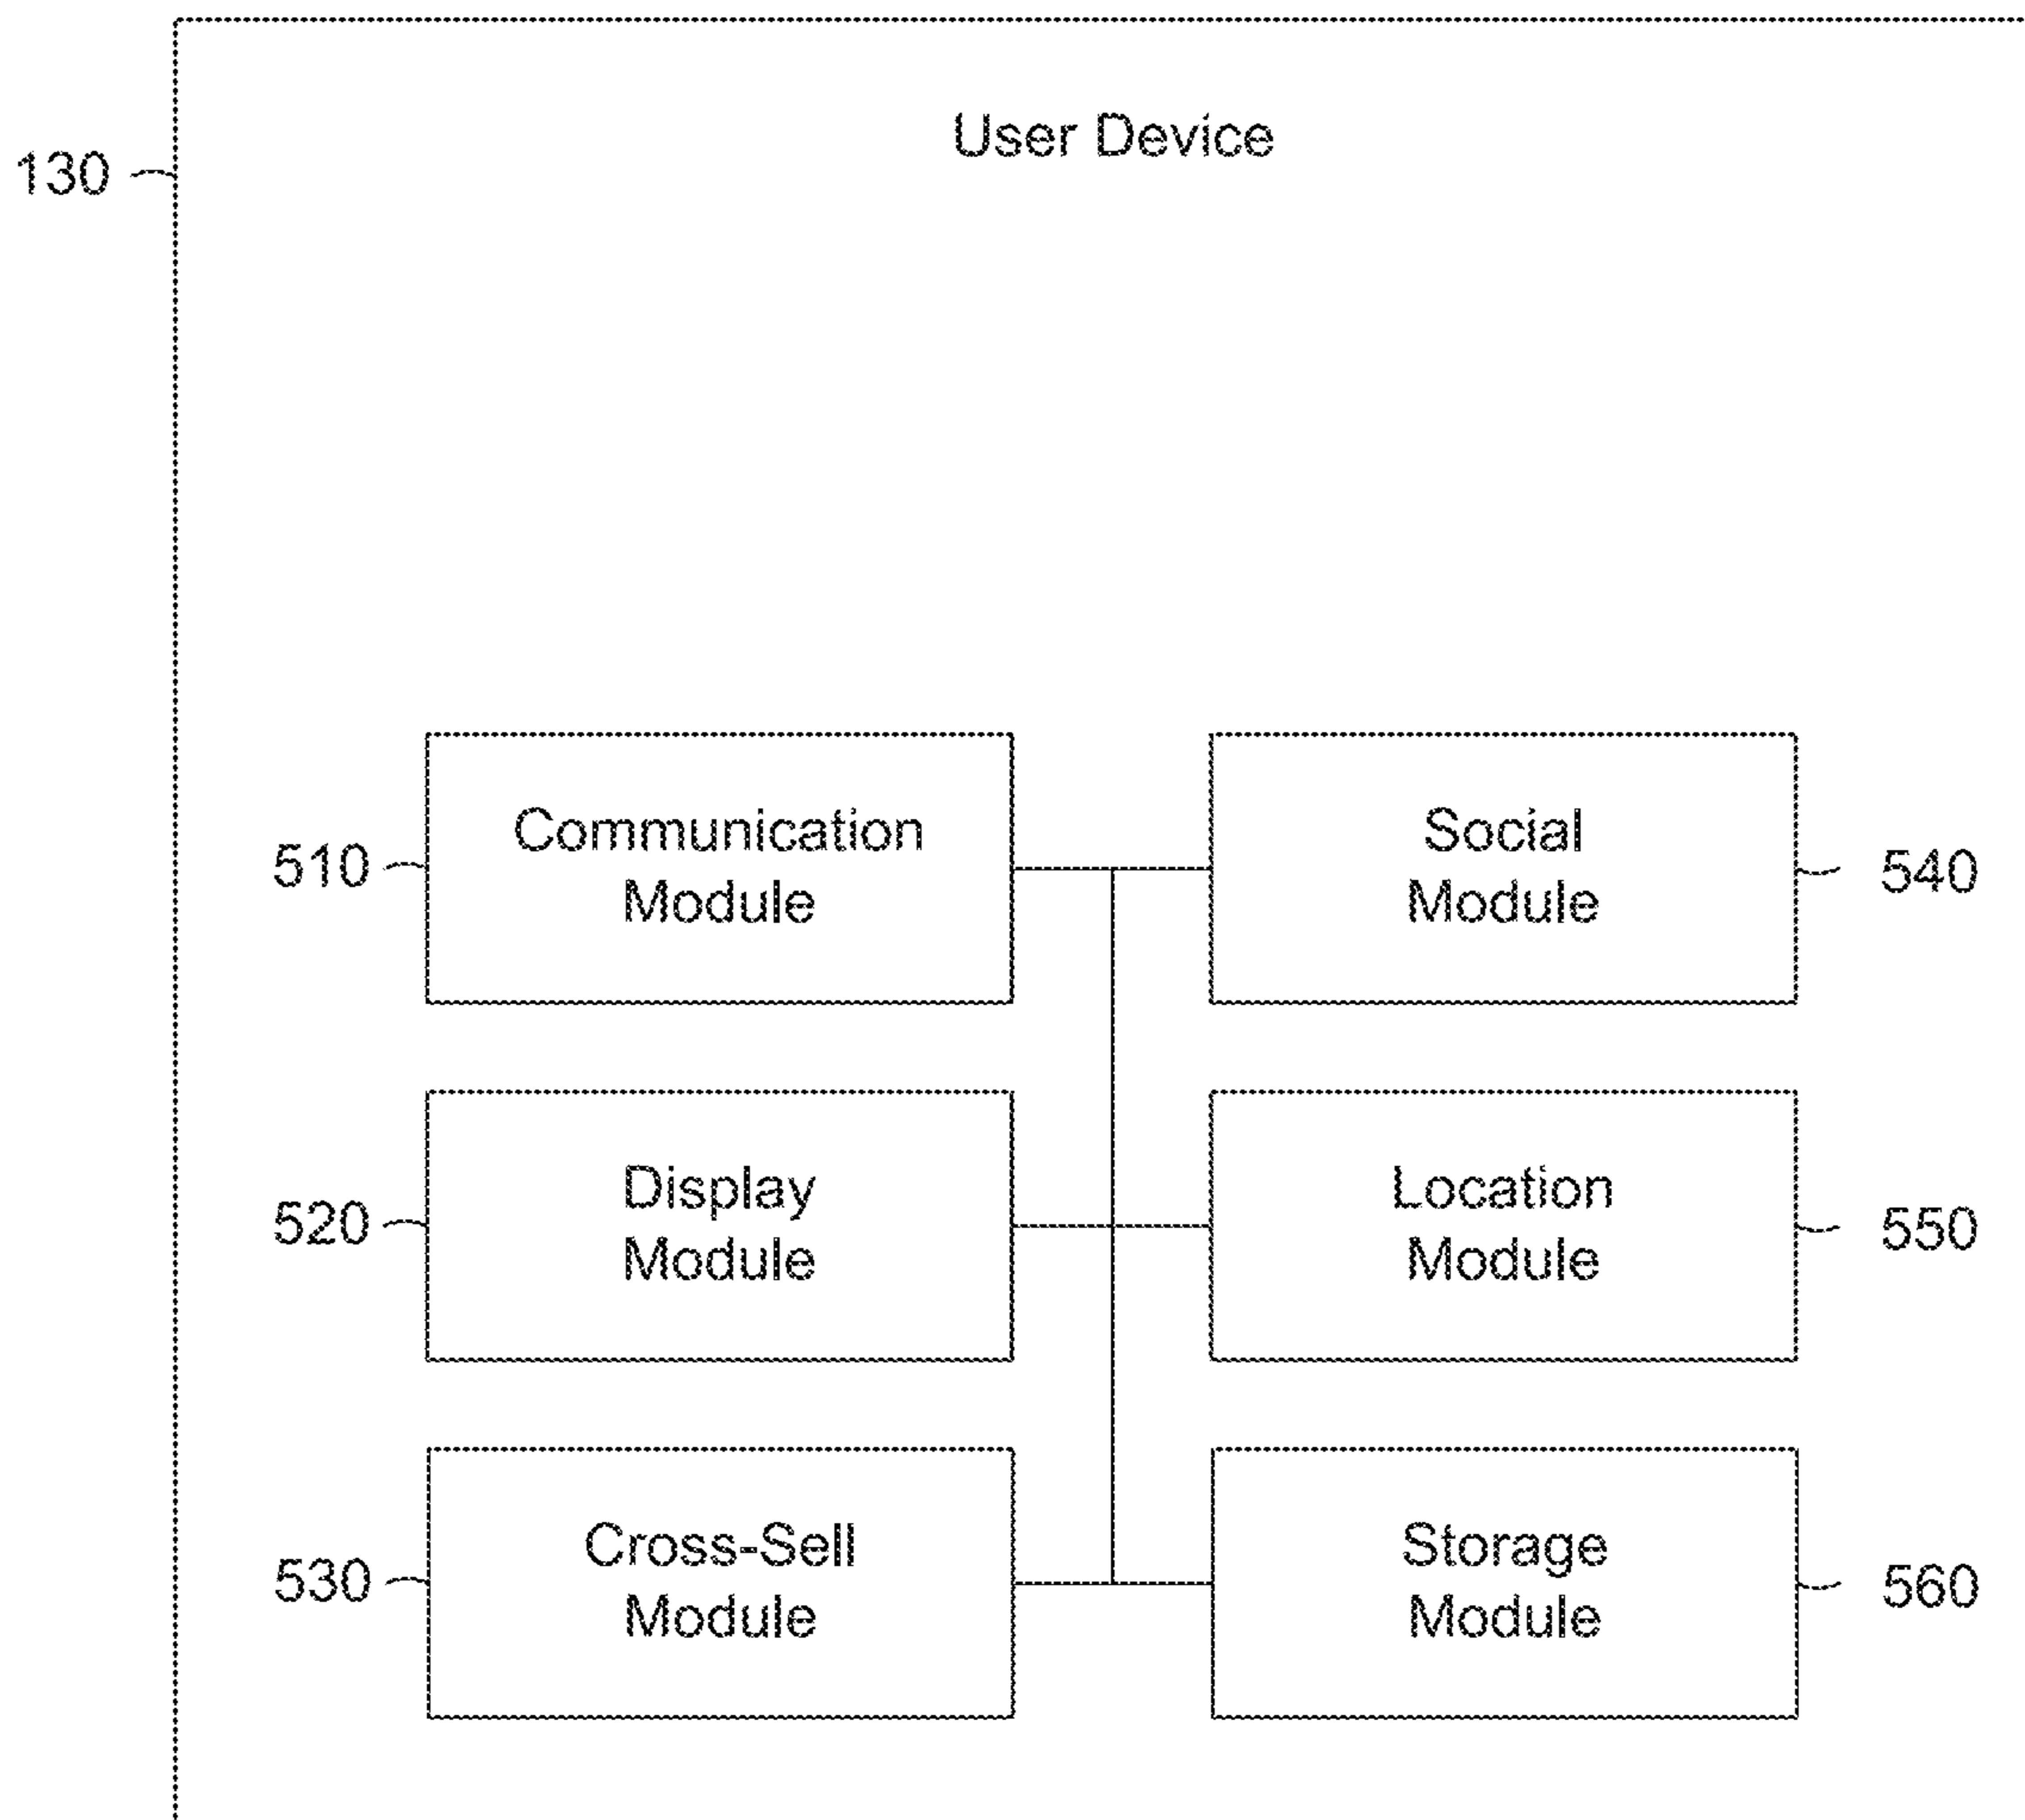 User Device
130
Communication
Module
510
Social
Module
540
Display
Module
520
Location
Module
550
Cross-Sell
Module
530
Storage
Module
560